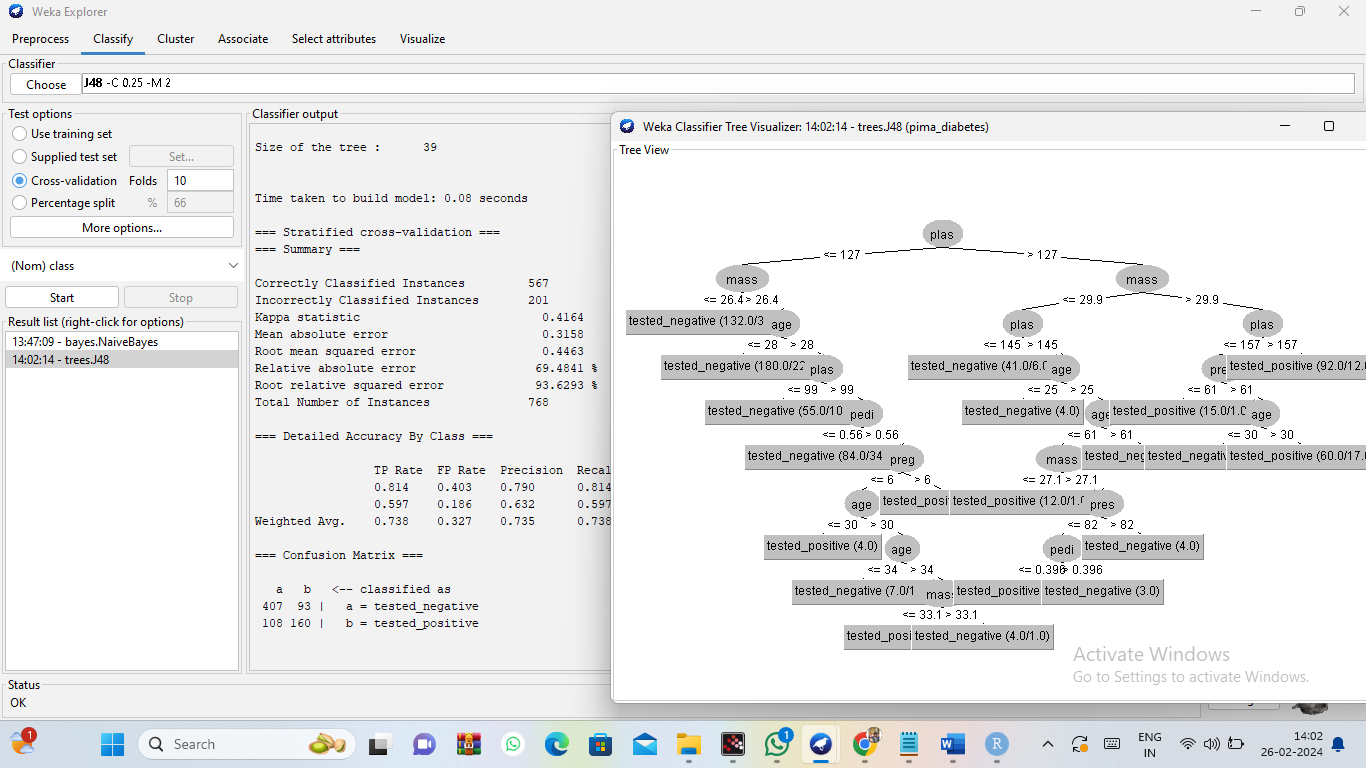 Weka Explorer
Preprocess Classify Cluster Associate Select attributes Visualize
Classifier
Choose J48 -C 0.25 -M 2
Test options
Use training set
Supplied test set Set...
Cross-validation Folds 10
Percentage split % 66
More options...
(Nom) class
Start Stop
Result list (right-click for options)
13:47:09 - bayes.NaiveBayes
14:02:14 - trees.J48
Classifier output
Size of the tree : 39
Time taken to build model: 0.08 seconds
=== Stratified cross-validation ===
=== Summary ===
Correctly Classified Instances 567
Incorrectly Classified Instances 201
Kappa statistic 0.4164
Mean absolute error 0.3158
Root mean squared error 0.4463
Relative absolute error 69.4841 %
Root relative squared error 93.6293 %
Total Number of Instances 768
=== Detailed Accuracy By Class ===
TP Rate FP Rate Precision Recal
0.814 0.403 0.790 0.814
0.597 0.186 0.632 0.597
Weighted Avg. 0.738 0.327 0.735 0.738
=== Confusion Matrix ===
a b <-- classified as
407 93 | a = tested_negative
108 160 | b = tested_positive
Weka Classifier Tree Visualizer: 14:02:14 - trees.J48 (pima_diabetes)
Tree View
plas
<= 127 > 127
mass mass
<= 26.4 > 26.4 <= 29.9 > 29.9
tested_negative (132.0/3 age plas plas
<= 28 > 28 <= 145 > 145 <= 157 > 157
tested_negative (180.0/22 plas tested_negative (41.0/6.0 age pre tested_positive (92.0/12.0
<= 99 > 99 <= 25 > 25 <= 61 > 61
tested_negative (55.0/10 pedi tested_negative (4.0) age tested_positive (15.0/1.0 age
<= 0.56 > 0.56 <= 61 > 61 <= 30 > 30
tested_negative (84.0/34 preg mass tested_neg tested_negativ tested_positive (60.0/17.0
<= 6 > 6 <= 27.1 > 27.1
age tested_posi tested_positive (12.0/1.0 pres
<= 30 > 30 <= 82 > 82
tested_positive (4.0) age pedi tested_negative (4.0)
<= 34 > 34 <= 0.396 > 0.396
tested_negative (7.0/1 mass tested_positive tested_negative (3.0)
<= 33.1 > 33.1
tested_posi tested_negative (4.0/1.0)
Activate Windows
Go to Settings to activate Windows.
Status
OK
1
Search
1
W
R
ENG
IN
14:02
26-02-2024